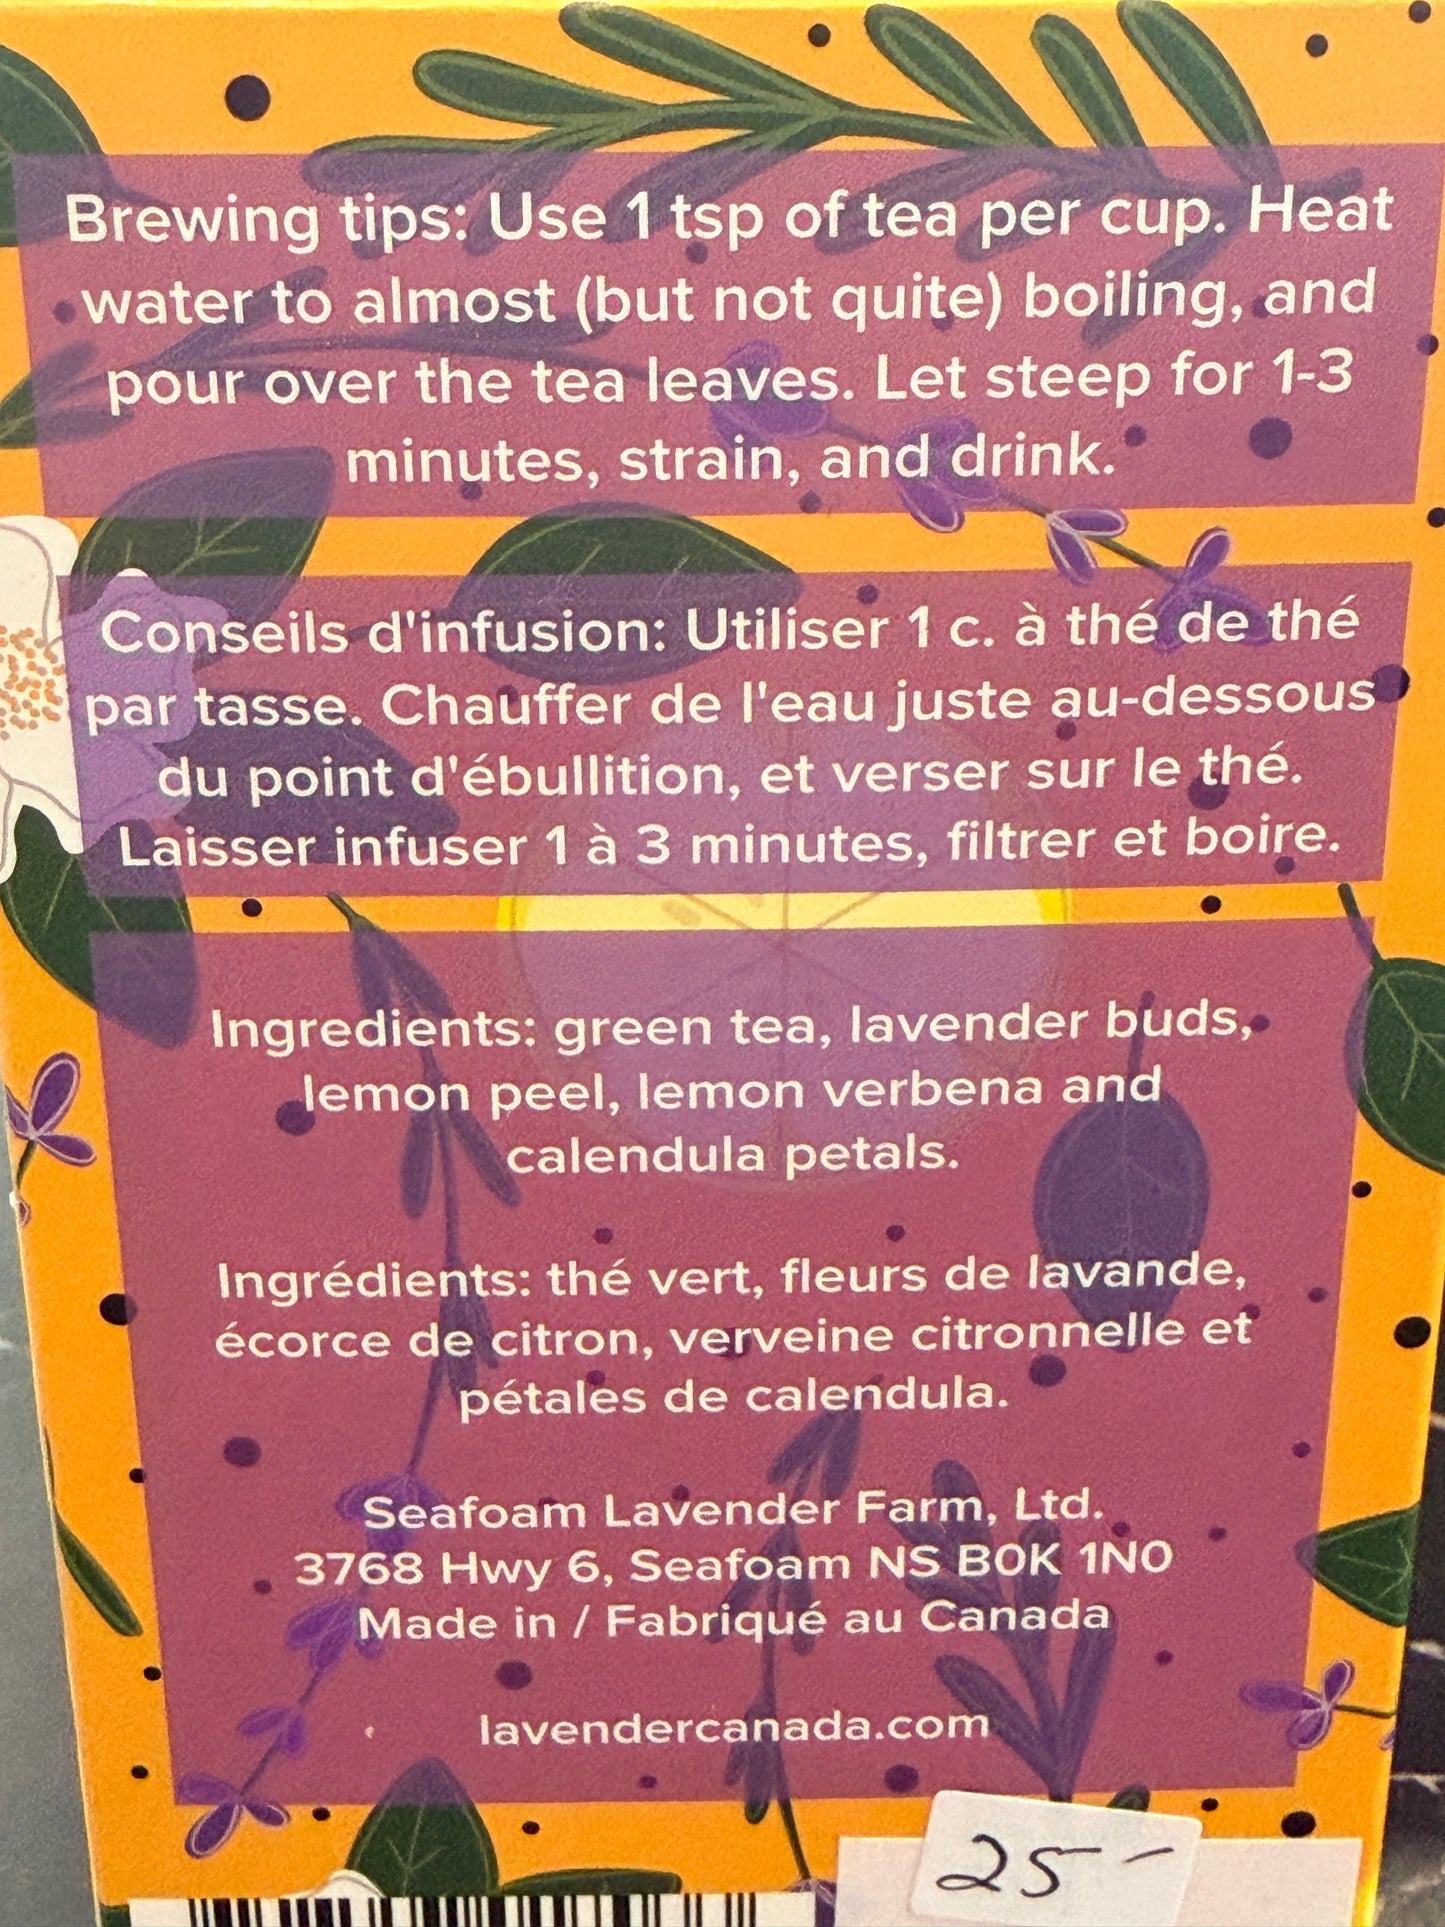 Brewing tips: Use 1 tsp of tea per cup. Heat
water to almost (but not quite) boiling, and
pour over the tea leaves. Let steep for 1-3
minutes, strain, and drink.
Conseils d'infusion: Utiliser 1 c. à thé de thé
par tasse. Chauffer de l'eau juste au-dessous
du point d'ébullition, et verser sur le thé.
Laisser infuser 1 à 3 minutes, filtrer et boire.
Ingredients: green tea, lavender buds,
lemon peel, lemon verbena and
calendula petals.
Ingrédients: thé vert, fleurs de lavande,
écorce de citron, verveine citronnelle et
pétales de calendula.
Seafoam Lavender Farm, Ltd.
3768 Hwy 6, Seafoam NS B0K 1N0
Made in / Fabriqué au Canada
lavendercanada.com
25-